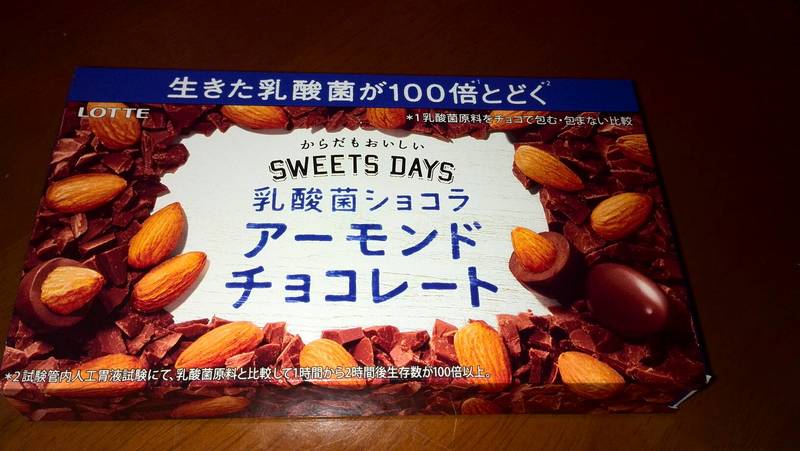 生きた乳酸菌が100倍とどく*1 *2
LOTTE
*1乳酸菌原料をチョコで包む・包まない比較
からだもおいしい
SWEETS DAYS
乳酸菌ショコラ
アーモンド
チョコレート
*2試験管内人工胃液試験にて、乳酸菌原料と比較して1時間から2時間後生存数が100倍以上。